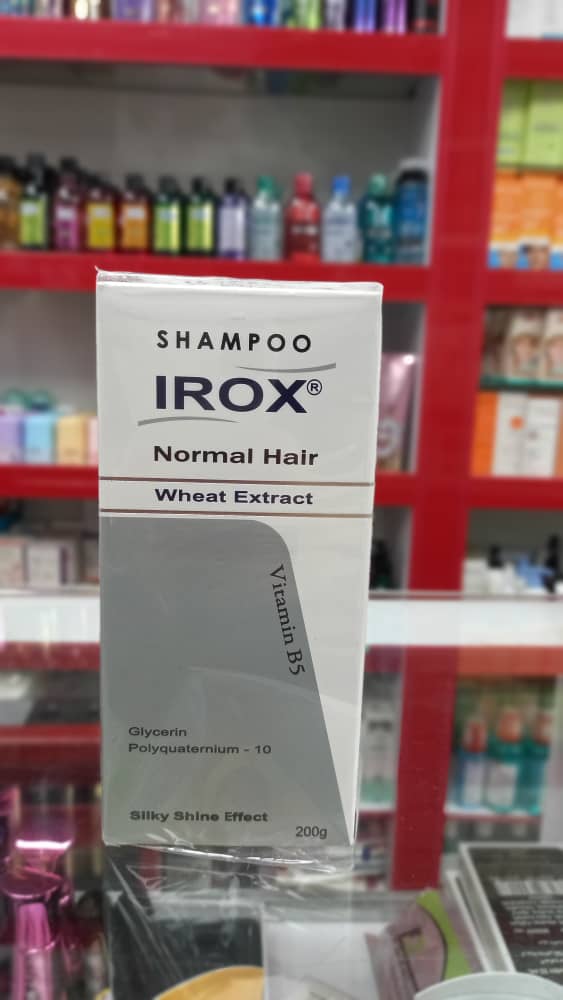 SHAMPOO
IROX®
Normal Hair
Wheat Extract
Vitamin B5
Glycerin
Polyquaternium - 10
Silky Shine Effect
200g